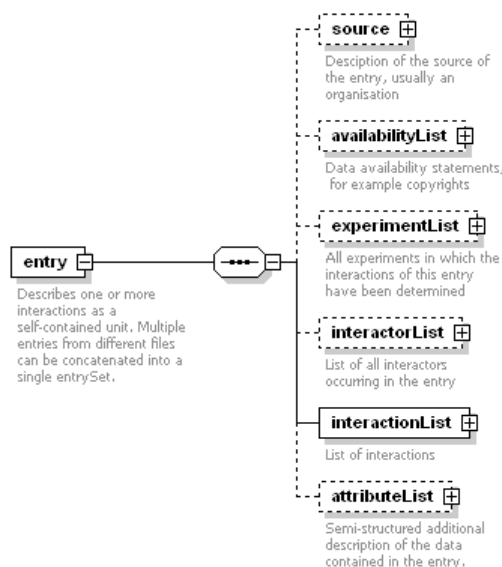 source
Desciption of the source of
the entry, usually an
organisation
availabilityList
Data availability statements,
for example copyrights
experimentList
All experiments in which the
interactions of this entry
have been determined
entry
Describes one or more
interactions as a
self-contained unit. Multiple
entries from different files
can be concatenated into a
single entrySet.
interactorList
List of all interactors
occurring in the entry
interactionList
List of interactions
attributeList
Semi-structured additional
description of the data
contained in the entry.